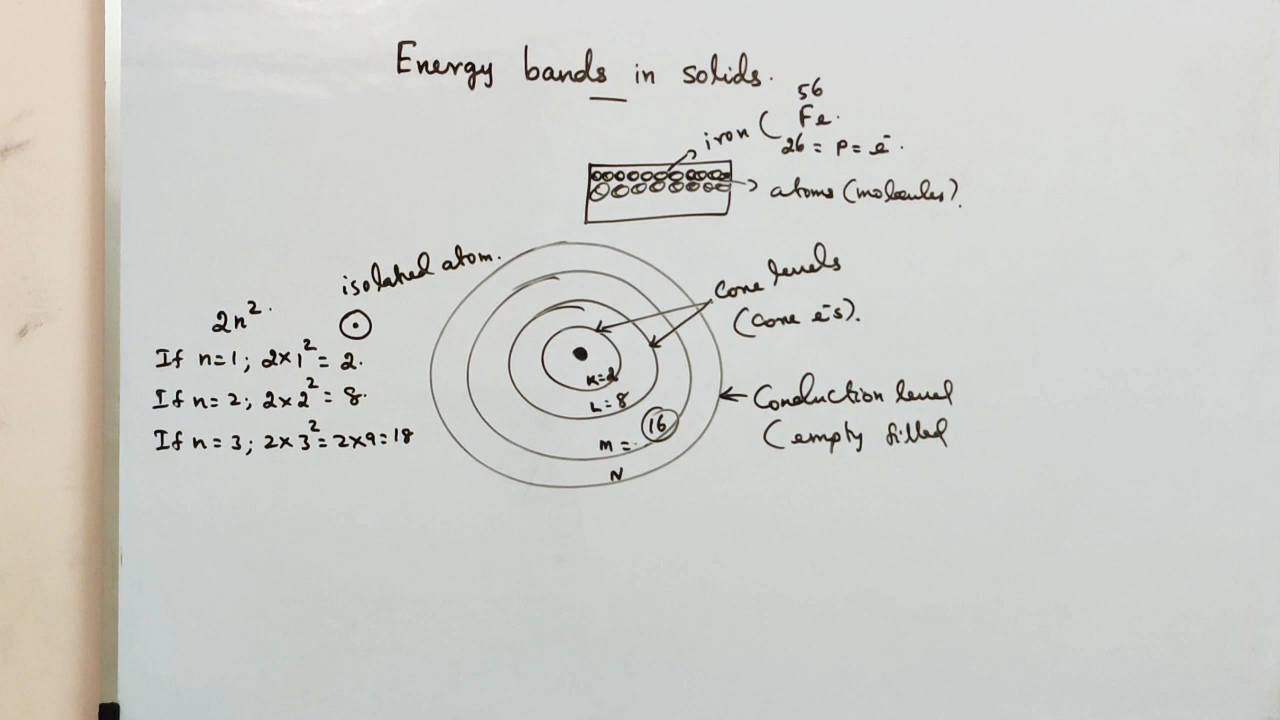 Energy bands in solids.
56
iron ( Fe.
26 = P = e⁻.
atoms (molecules).
isolated atom.
Core levels
(Core e⁻s).
2n².
If n=1; 2×1² = 2.
If n=2; 2×2² = 8.
If n=3; 2×3² = 2×9=18
K=2
L=8
M =
16
N
Conduction level
(empty filled